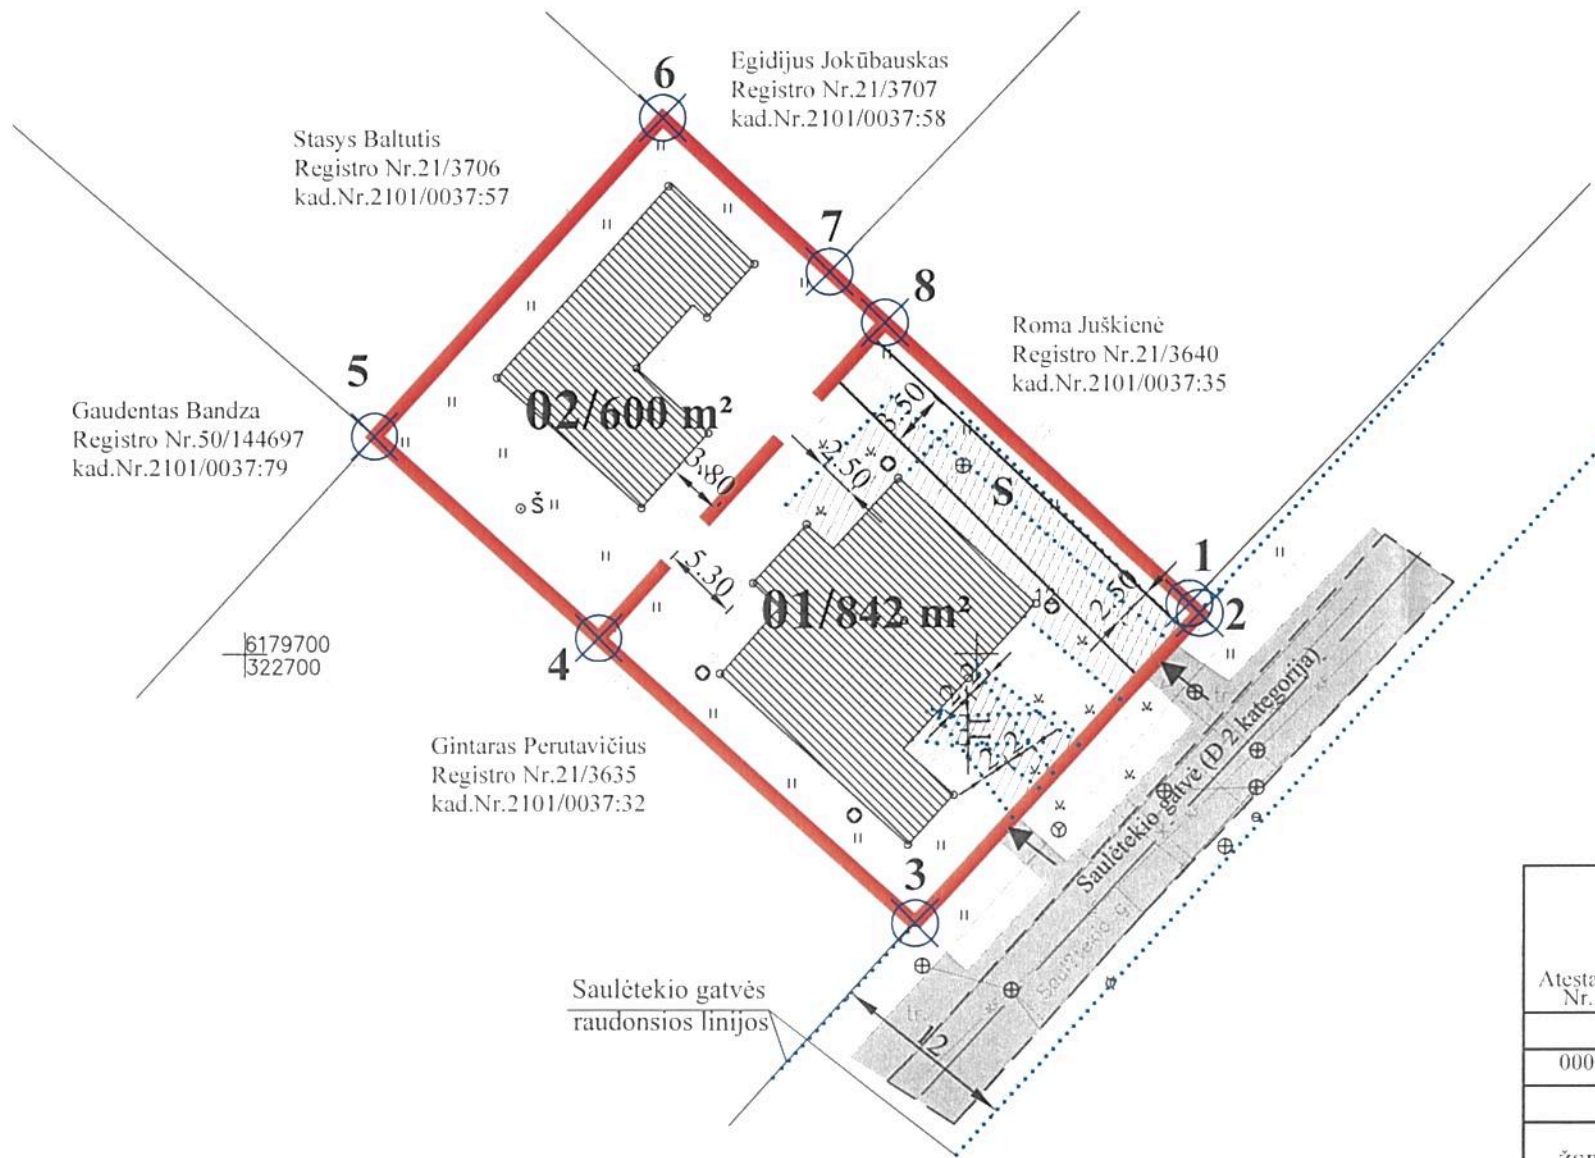 6
Egidijus Jokūbauskas
Registro Nr.21/3707
kad.Nr.2101/0037:58
Stasys Baltutis
Registro Nr.21/3706
kad.Nr.2101/0037:57
7
8
Roma Juškienė
Registro Nr.21/3640
kad.Nr.2101/0037:35
5
Gaudentas Bandza
Registro Nr.50/144697
kad.Nr.2101/0037:79
02/600 m²
3.50
2.50
3.80
S
Š
5.30
01/842 m²
2.50
1
2
6179700
322700
4
Gintaras Perutavičius
Registro Nr.21/3635
kad.Nr.2101/0037:32
Saulėtekio gatvė (D 2 kategorija)
3
tr.
Saulėtekio gatvės
raudonsios linijos
12
Atesta
Nr.
000